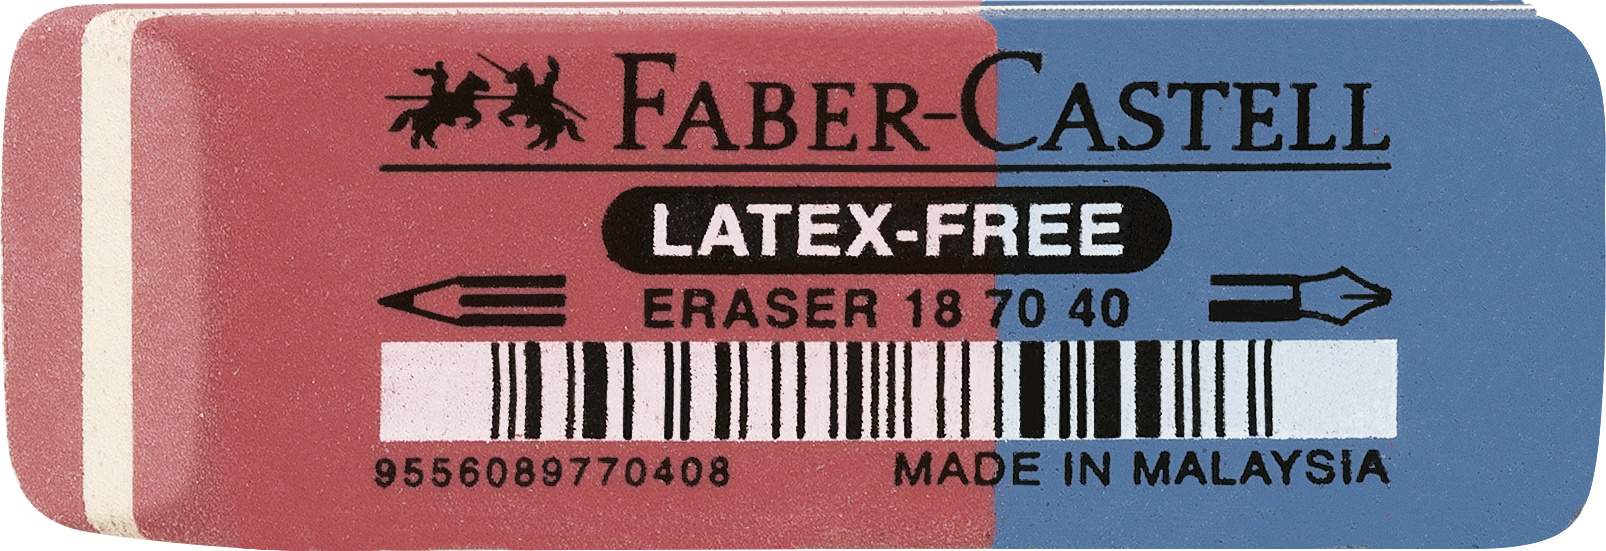 FABER-CASTELL
LATEX-FREE
ERASER 18 70 40
9556089770408 MADE IN MALAYSIA